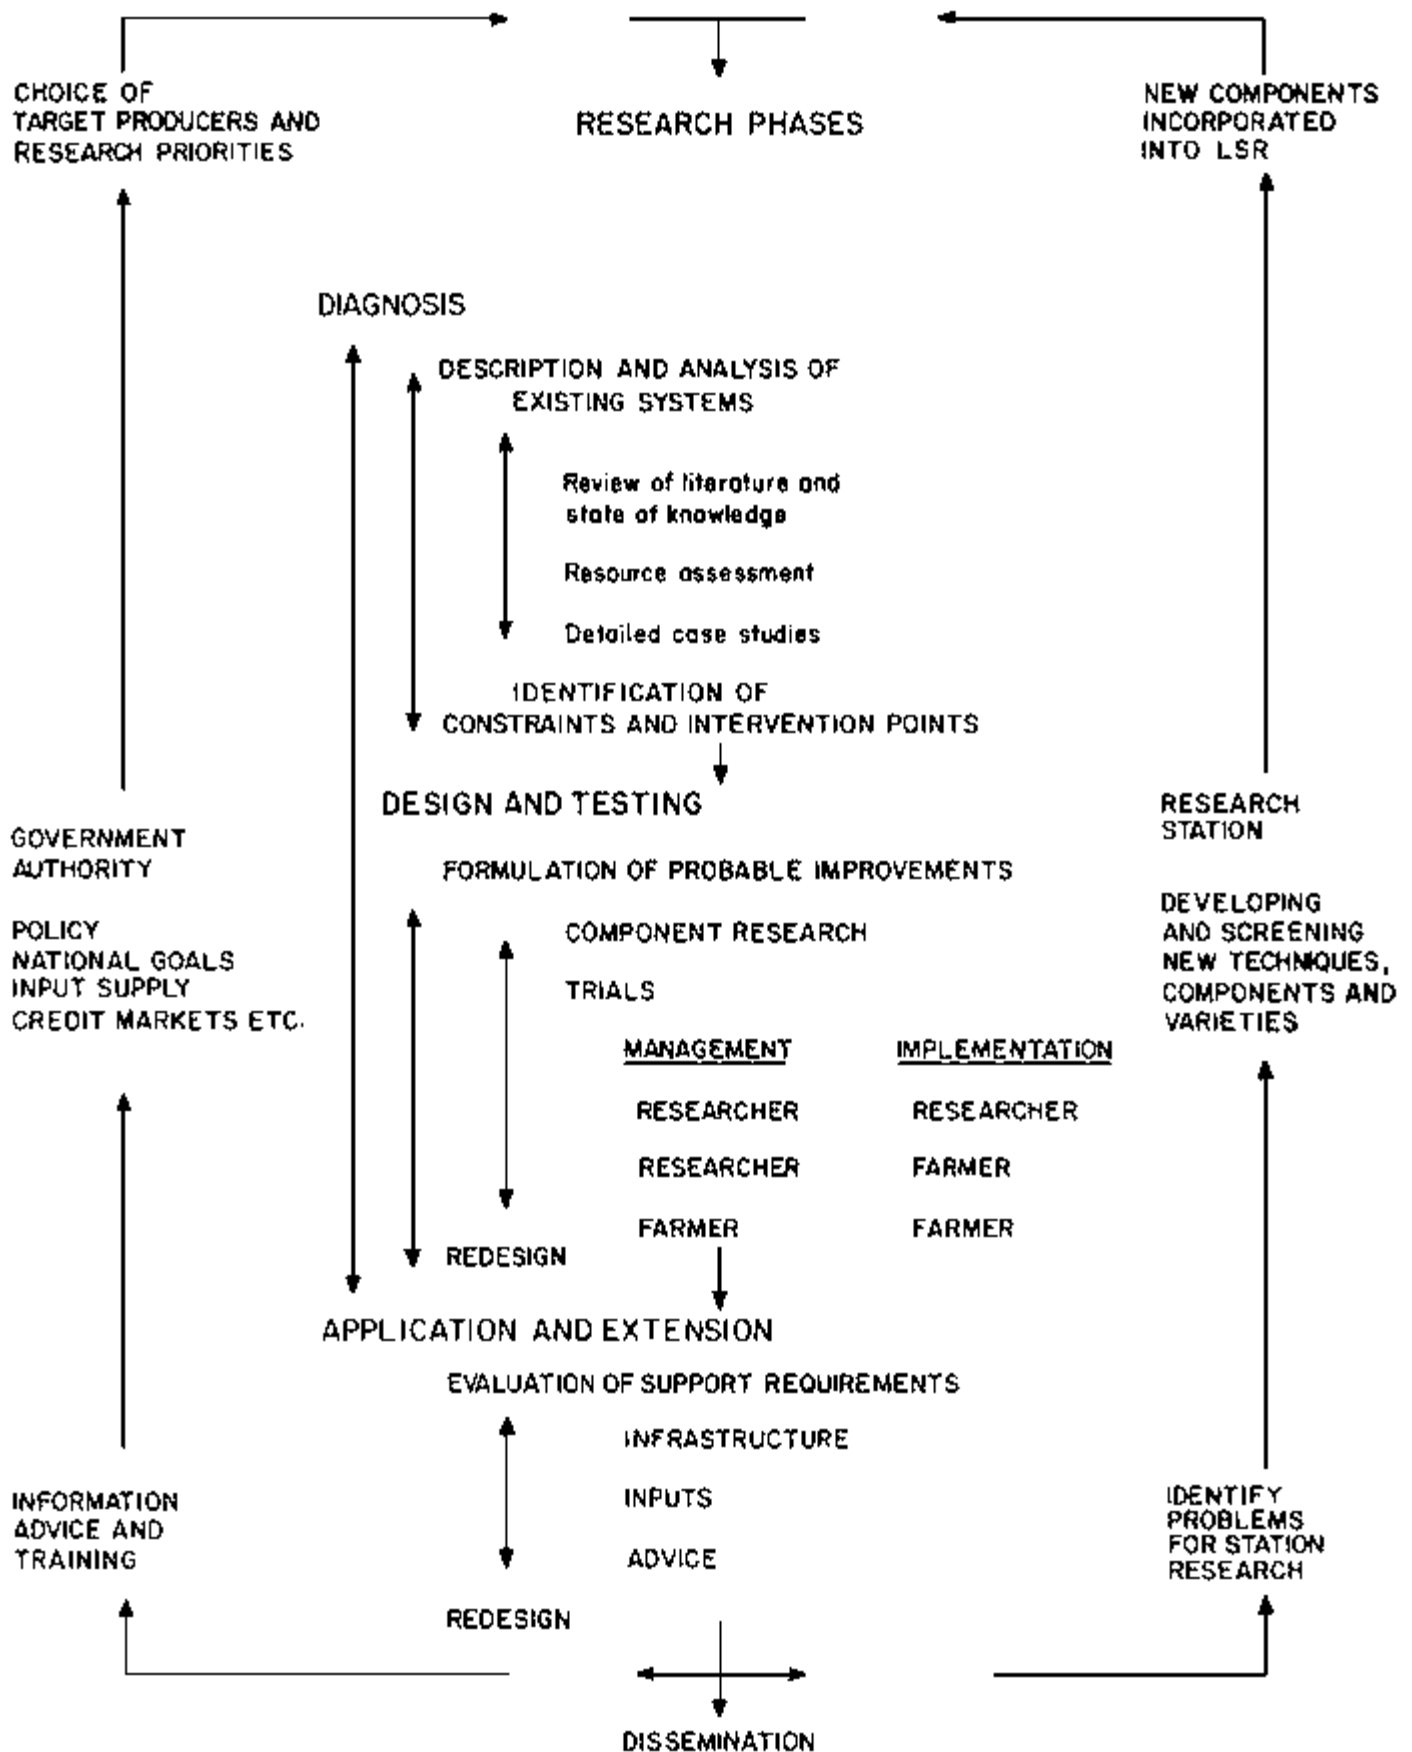 CHOICE OF
TARGET PRODUCERS AND
RESEARCH PRIORITIES
RESEARCH PHASES
NEW COMPONENTS
INCORPORATED
INTO LSR
DIAGNOSIS
DESCRIPTION AND ANALYSIS OF
EXISTING SYSTEMS
Review of literature and
state of knowledge
Resource assessment
Detailed case studies
IDENTIFICATION OF
CONSTRAINTS AND INTERVENTION POINTS
DESIGN AND TESTING
FORMULATION OF PROBABLE IMPROVEMENTS
COMPONENT RESEARCH
TRIALS
MANAGEMENT IMPLEMENTATION
RESEARCHER RESEARCHER
RESEARCHER FARMER
FARMER FARMER
REDESIGN
APPLICATION AND EXTENSION
EVALUATION OF SUPPORT REQUIREMENTS
INFRASTRUCTURE
INPUTS
ADVICE
REDESIGN
DISSEMINATION
GOVERNMENT
AUTHORITY
POLICY
NATIONAL GOALS
INPUT SUPPLY
CREDIT MARKETS ETC.
INFORMATION
ADVICE AND
TRAINING
RESEARCH
STATION
DEVELOPING
AND SCREENING
NEW TECHNIQUES,
COMPONENTS AND
VARIETIES
IDENTIFY
PROBLEMS
FOR STATION
RESEARCH